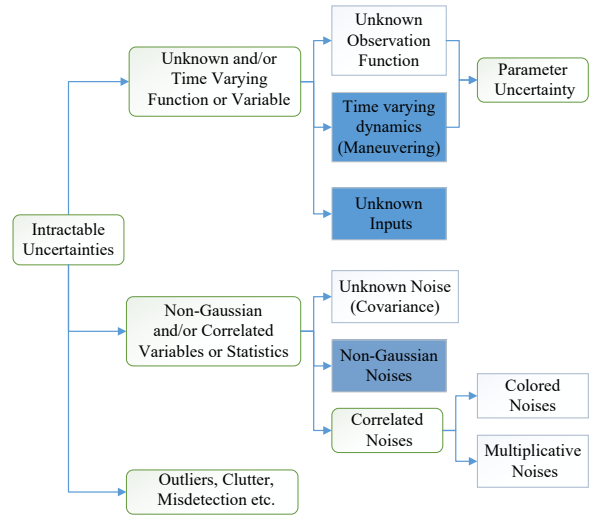 Unknown
Observation
Function
Unknown and/or
Time Varying
Function or Variable
Parameter
Uncertainty
Time varying
dynamics
(Maneuvering)
Unknown
Inputs
Intractable
Uncertainties
Unknown Noise
(Covariance)
Non-Gaussian
and/or Correlated
Variables or Statistics
Non-Gaussian
Noises
Colored
Noises
Correlated
Noises
Multiplicative
Noises
Outliers, Clutter,
Misdetection etc.